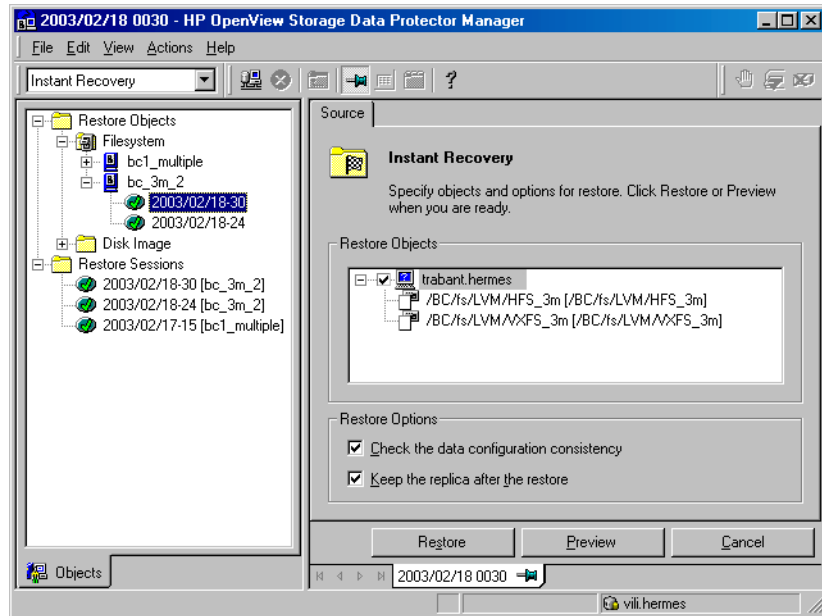 2003/02/18 0030 - HP OpenView Storage Data Protector Manager
File Edit View Actions Help
Instant Recovery
Restore Objects
Filesystem
bc1_multiple
bc_3m_2
2003/02/18-30
2003/02/18-24
Disk Image
Restore Sessions
2003/02/18-30 [bc_3m_2]
2003/02/18-24 [bc_3m_2]
2003/02/17-15 [bc1_multiple]
Objects
Source
Instant Recovery
Specify objects and options for restore. Click Restore or Preview
when you are ready.
Restore Objects
trabant.hermes
/BC/fs/LVM/HFS_3m [/BC/fs/LVM/HFS_3m]
/BC/fs/LVM/VXFS_3m [/BC/fs/LVM/VXFS_3m]
Restore Options
Check the data configuration consistency
Keep the replica after the restore
Restore Preview Cancel
2003/02/18 0030
vili.hermes